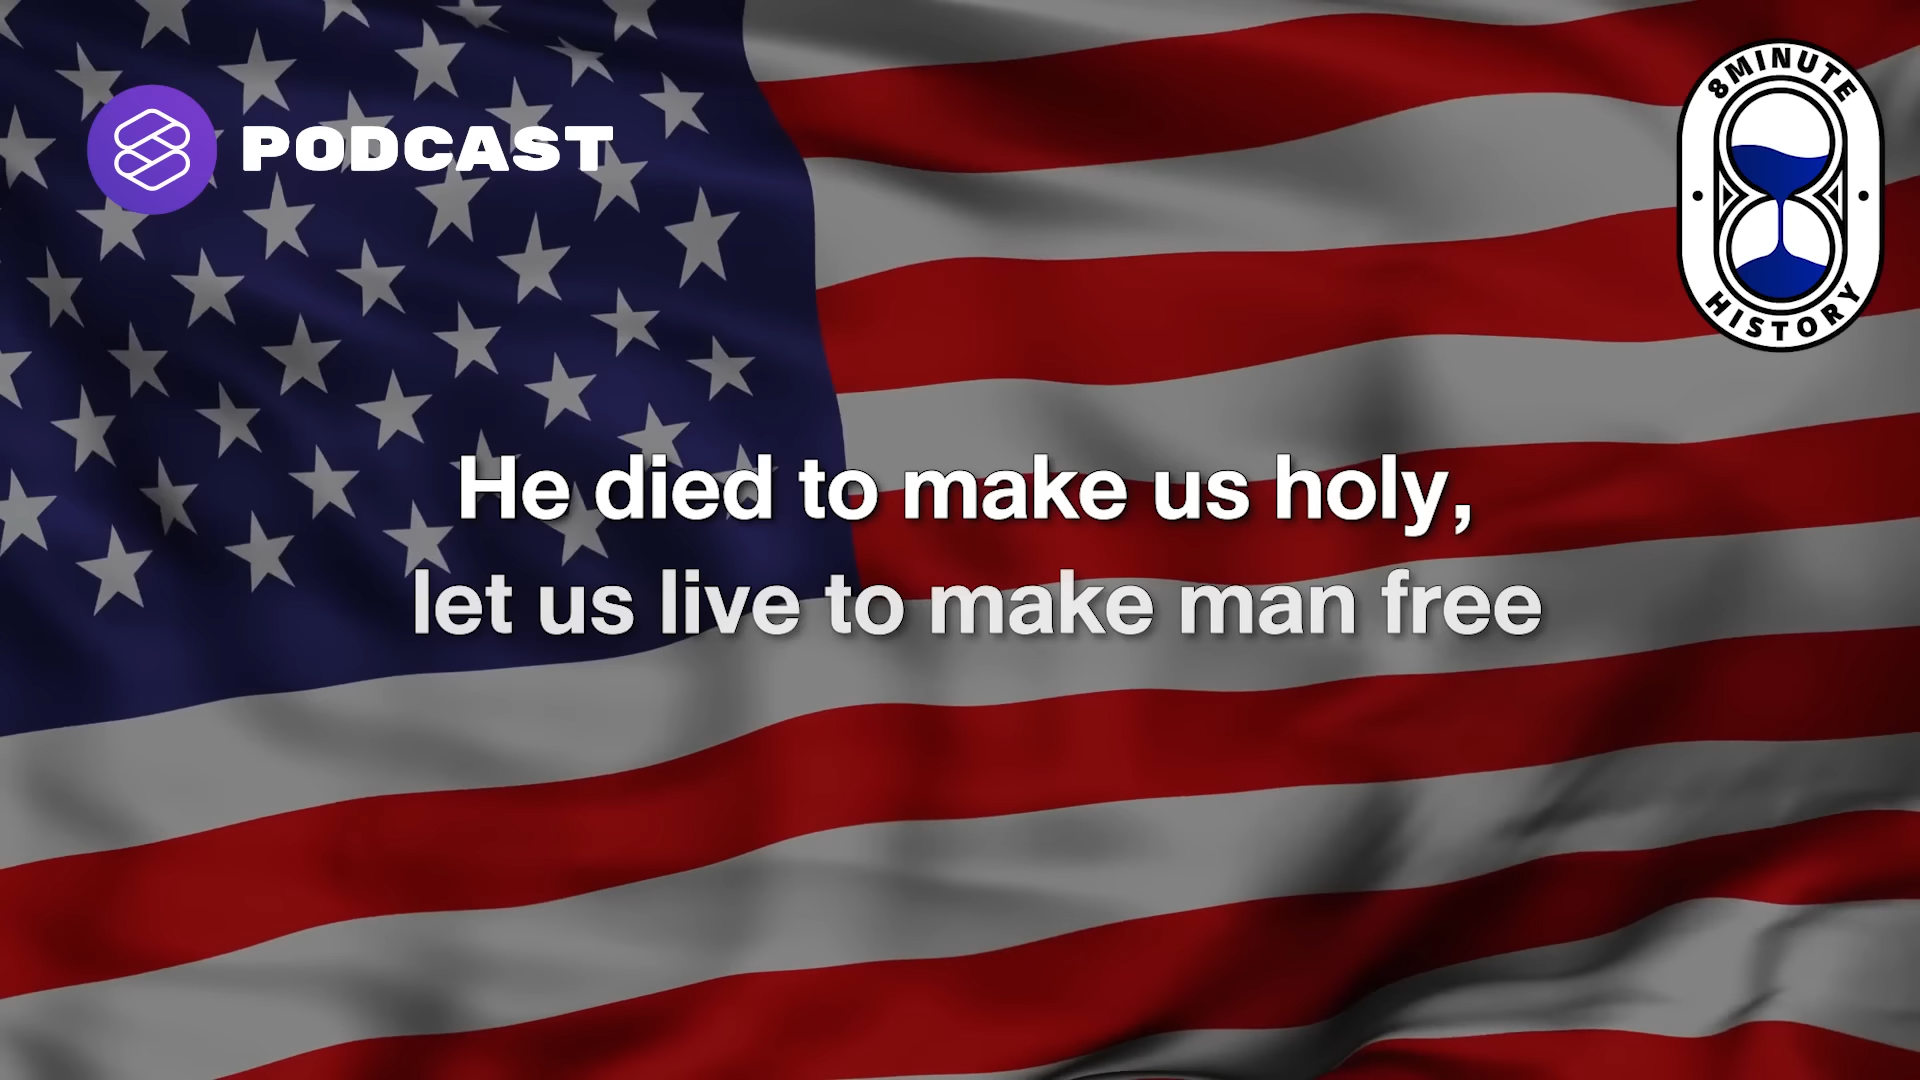 PODCAST
8MINUTE
HISTORY
He died to make us holy,
let us live to make man free